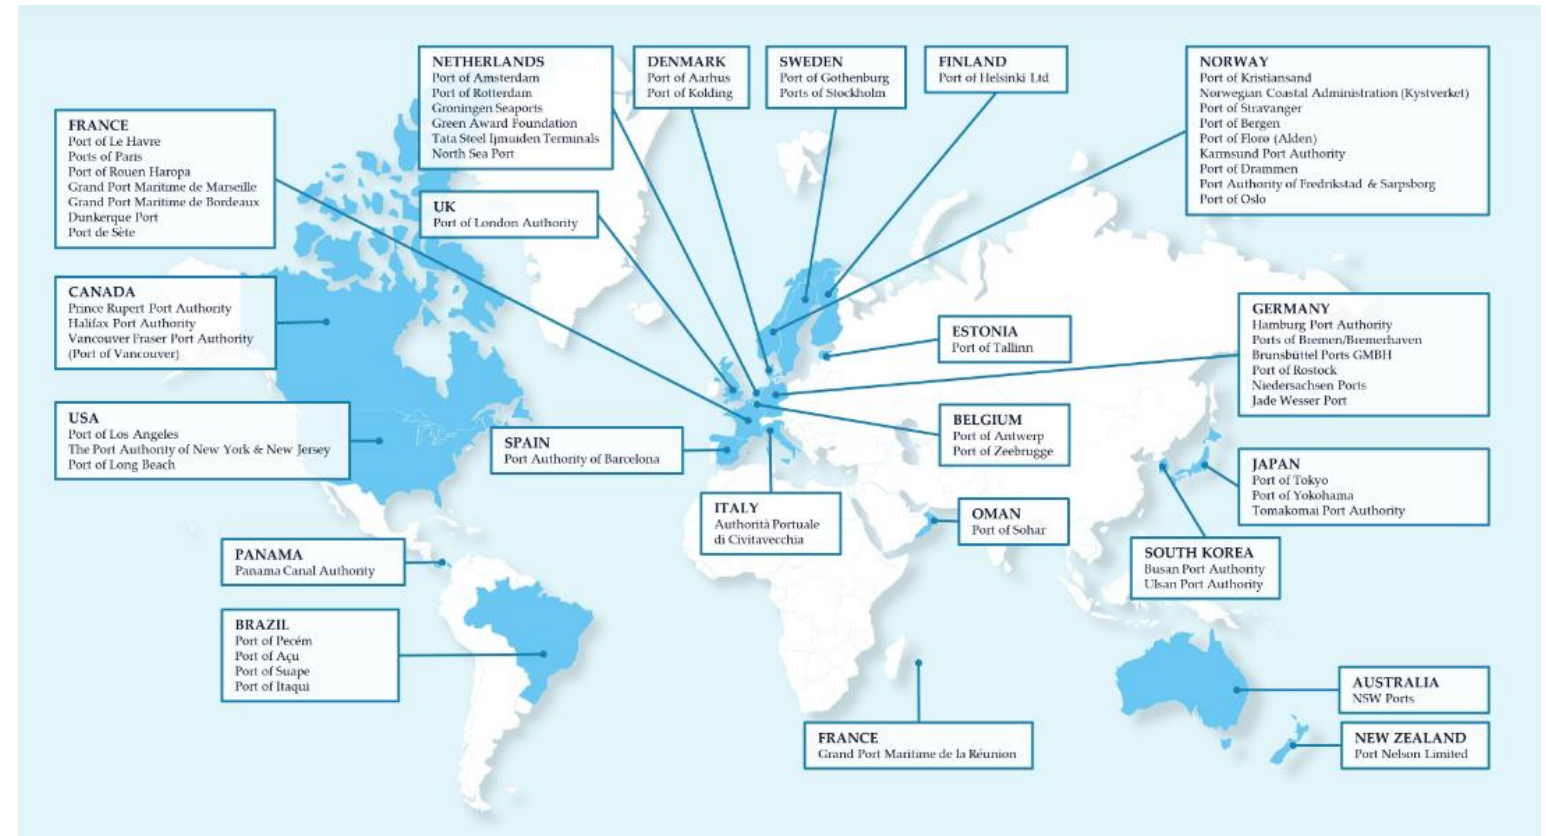 NETHERLANDS
Port of Amsterdam
Port of Rotterdam
Groningen Seaports
Green Award Foundation
Tata Steel Ijmuiden Terminals
North Sea Port
DENMARK
Port of Aarhus
Port of Kolding
SWEDEN
Port of Gothenburg
Ports of Stockholm
FINLAND
Port of Helsinki Ltd
NORWAY
Port of Kristiansand
Norwegian Coastal Administration (Kystverket)
Port of Stravanger
Port of Bergen
Port of Florø (Alden)
Karmsund Port Authority
Port of Drammen
Port Authority of Fredrikstad & Sarpsborg
Port of Oslo
FRANCE
Port of Le Havre
Ports of Paris
Port of Rouen Haropa
Grand Port Maritime de Marseille
Grand Port Maritime de Bordeaux
Dunkerque Port
Port de Sète
UK
Port of London Authority
CANADA
Prince Rupert Port Authority
Halifax Port Authority
Vancouver Fraser Port Authority
(Port of Vancouver)
GERMANY
Hamburg Port Authority
Ports of Bremen/Bremerhaven
Brunsbüttel Ports GMBH
Port of Rostock
Niedersachsen Ports
Jade Wesser Port
ESTONIA
Port of Tallinn
USA
Port of Los Angeles
The Port Authority of New York & New Jersey
Port of Long Beach
SPAIN
Port Authority of Barcelona
BELGIUM
Port of Antwerp
Port of Zeebrugge
JAPAN
Port of Tokyo
Port of Yokohama
Tomakomai Port Authority
ITALY
Authorità Portuale
di Civitavecchia
OMAN
Port of Sohar
SOUTH KOREA
Busan Port Authority
Ulsan Port Authority
PANAMA
Panama Canal Authority
BRAZIL
Port of Pecém
Port of Açu
Port of Suape
Port of Itaqui
AUSTRALIA
NSW Ports
FRANCE
Grand Port Maritime de la Réunion
NEW ZEALAND
Port Nelson Limited